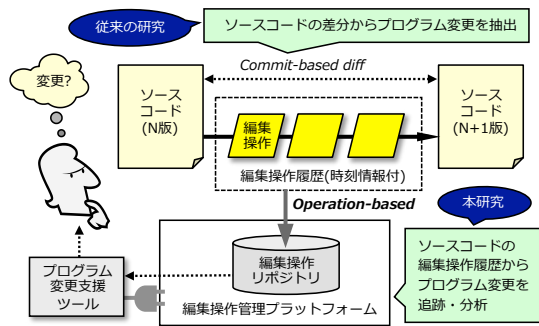 従来の研究
ソースコードの差分からプログラム変更を抽出
変更?
Commit-based diff
ソース
コード
(N版)
編集
操作
ソース
コード
(N+1版)
編集操作履歴(時刻情報付)
Operation-based
本研究
ソースコードの
編集操作履歴から
プログラム変更を
追跡・分析
編集操作
リポジトリ
プログラム
変更支援
ツール
編集操作管理プラットフォーム